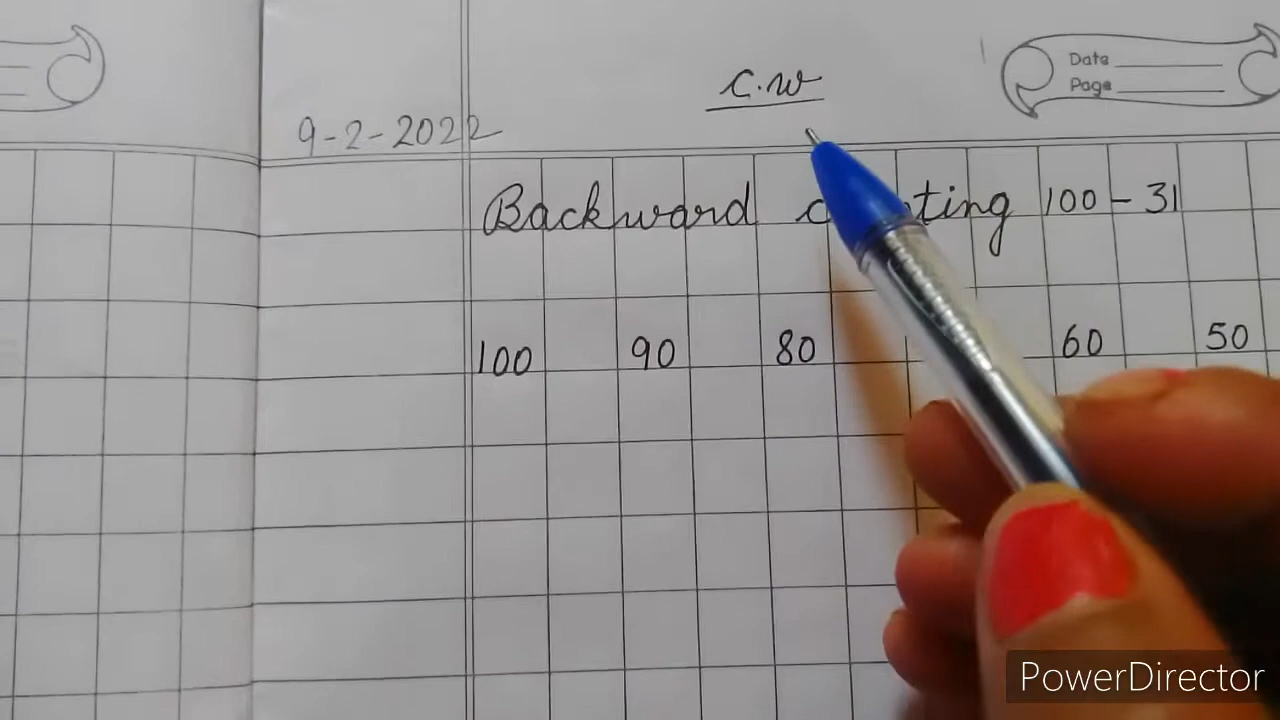 C.W
Date
Page
9-2-2022
Backward 100-31
100 90 80 60 50
PowerDirector